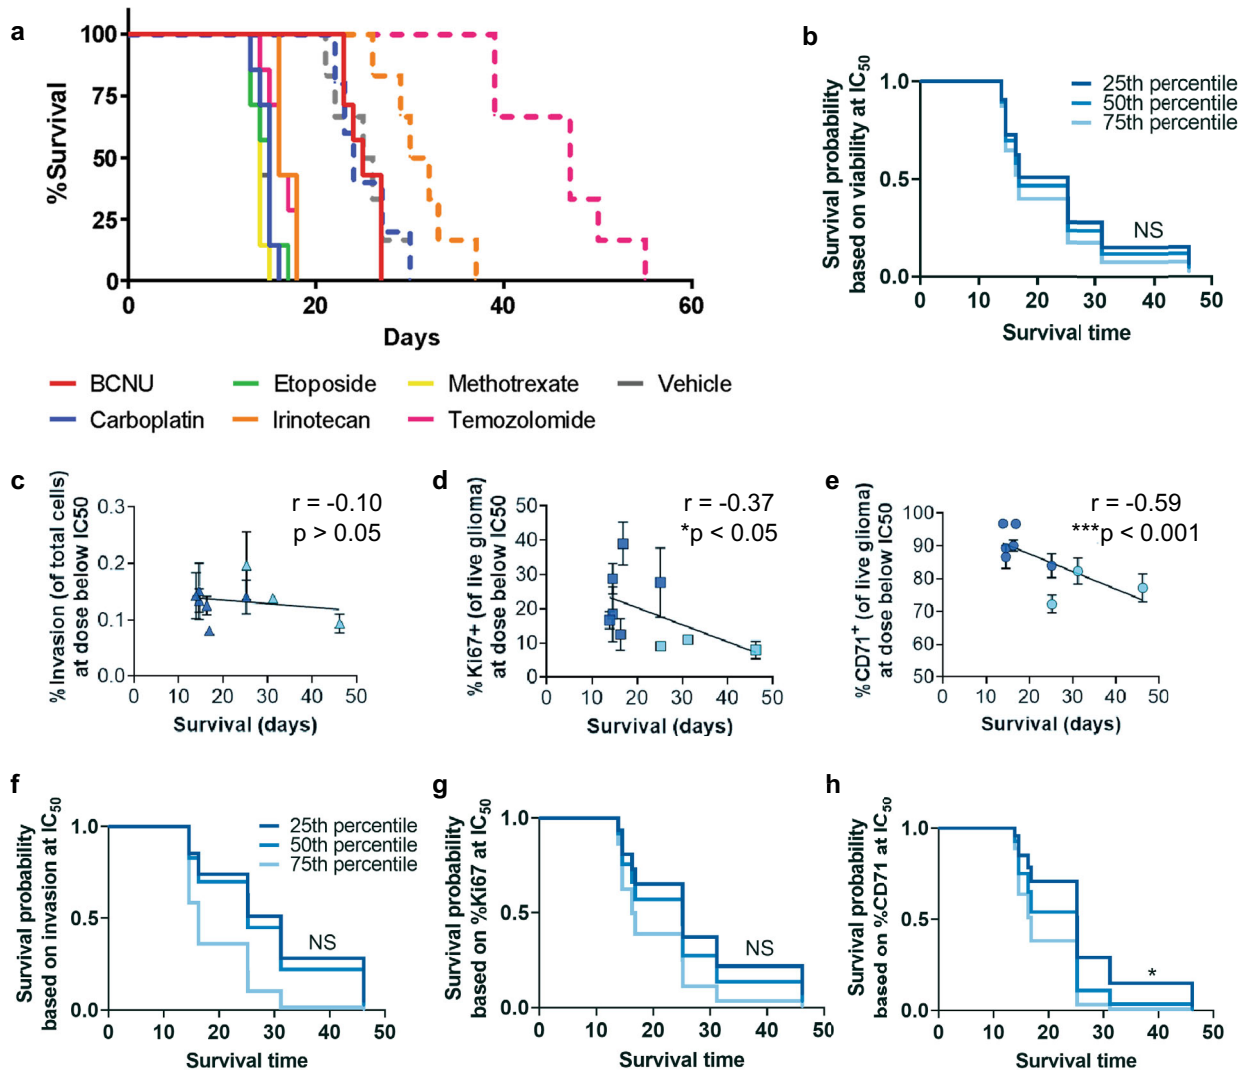 a
%Survival
100
75
50
25
0
0
20
40
60
Days
BCNU
Etoposide
Methotrexate
Vehicle
Carboplatin
Irinotecan
Temozolomide
b
Survival probability
based on viability at IC50
1.0
0.5
0.0
25th percentile
50th percentile
75th percentile
NS
0 10 20 30 40 50
Survival time
c
%Invasion (of total cells)
at dose below IC50
0.3
0.2
0.1
0.0
r = -0.10
p > 0.05
0 10 20 30 40 50
Survival (days)
d
%Ki67+ (of live glioma)
at dose below IC50
50
40
30
20
10
0
r = -0.37
*p < 0.05
0 10 20 30 40 50
Survival (days)
e
%CD71+ (of live glioma)
at dose below IC50
100
90
80
70
60
50
r = -0.59
***p < 0.001
0 10 20 30 40 50
Survival (days)
f
Survival probability
based on invasion at IC50
1.0
0.5
0.0
25th percentile
50th percentile
75th percentile
NS
0 10 20 30 40 50
Survival time
g
Survival probability
based on %Ki67 at IC50
1.0
0.5
0.0
NS
0 10 20 30 40 50
Survival time
h
Survival probability
based on %CD71 at IC50
1.0
0.5
0.0
*
0 10 20 30 40 50
Survival time